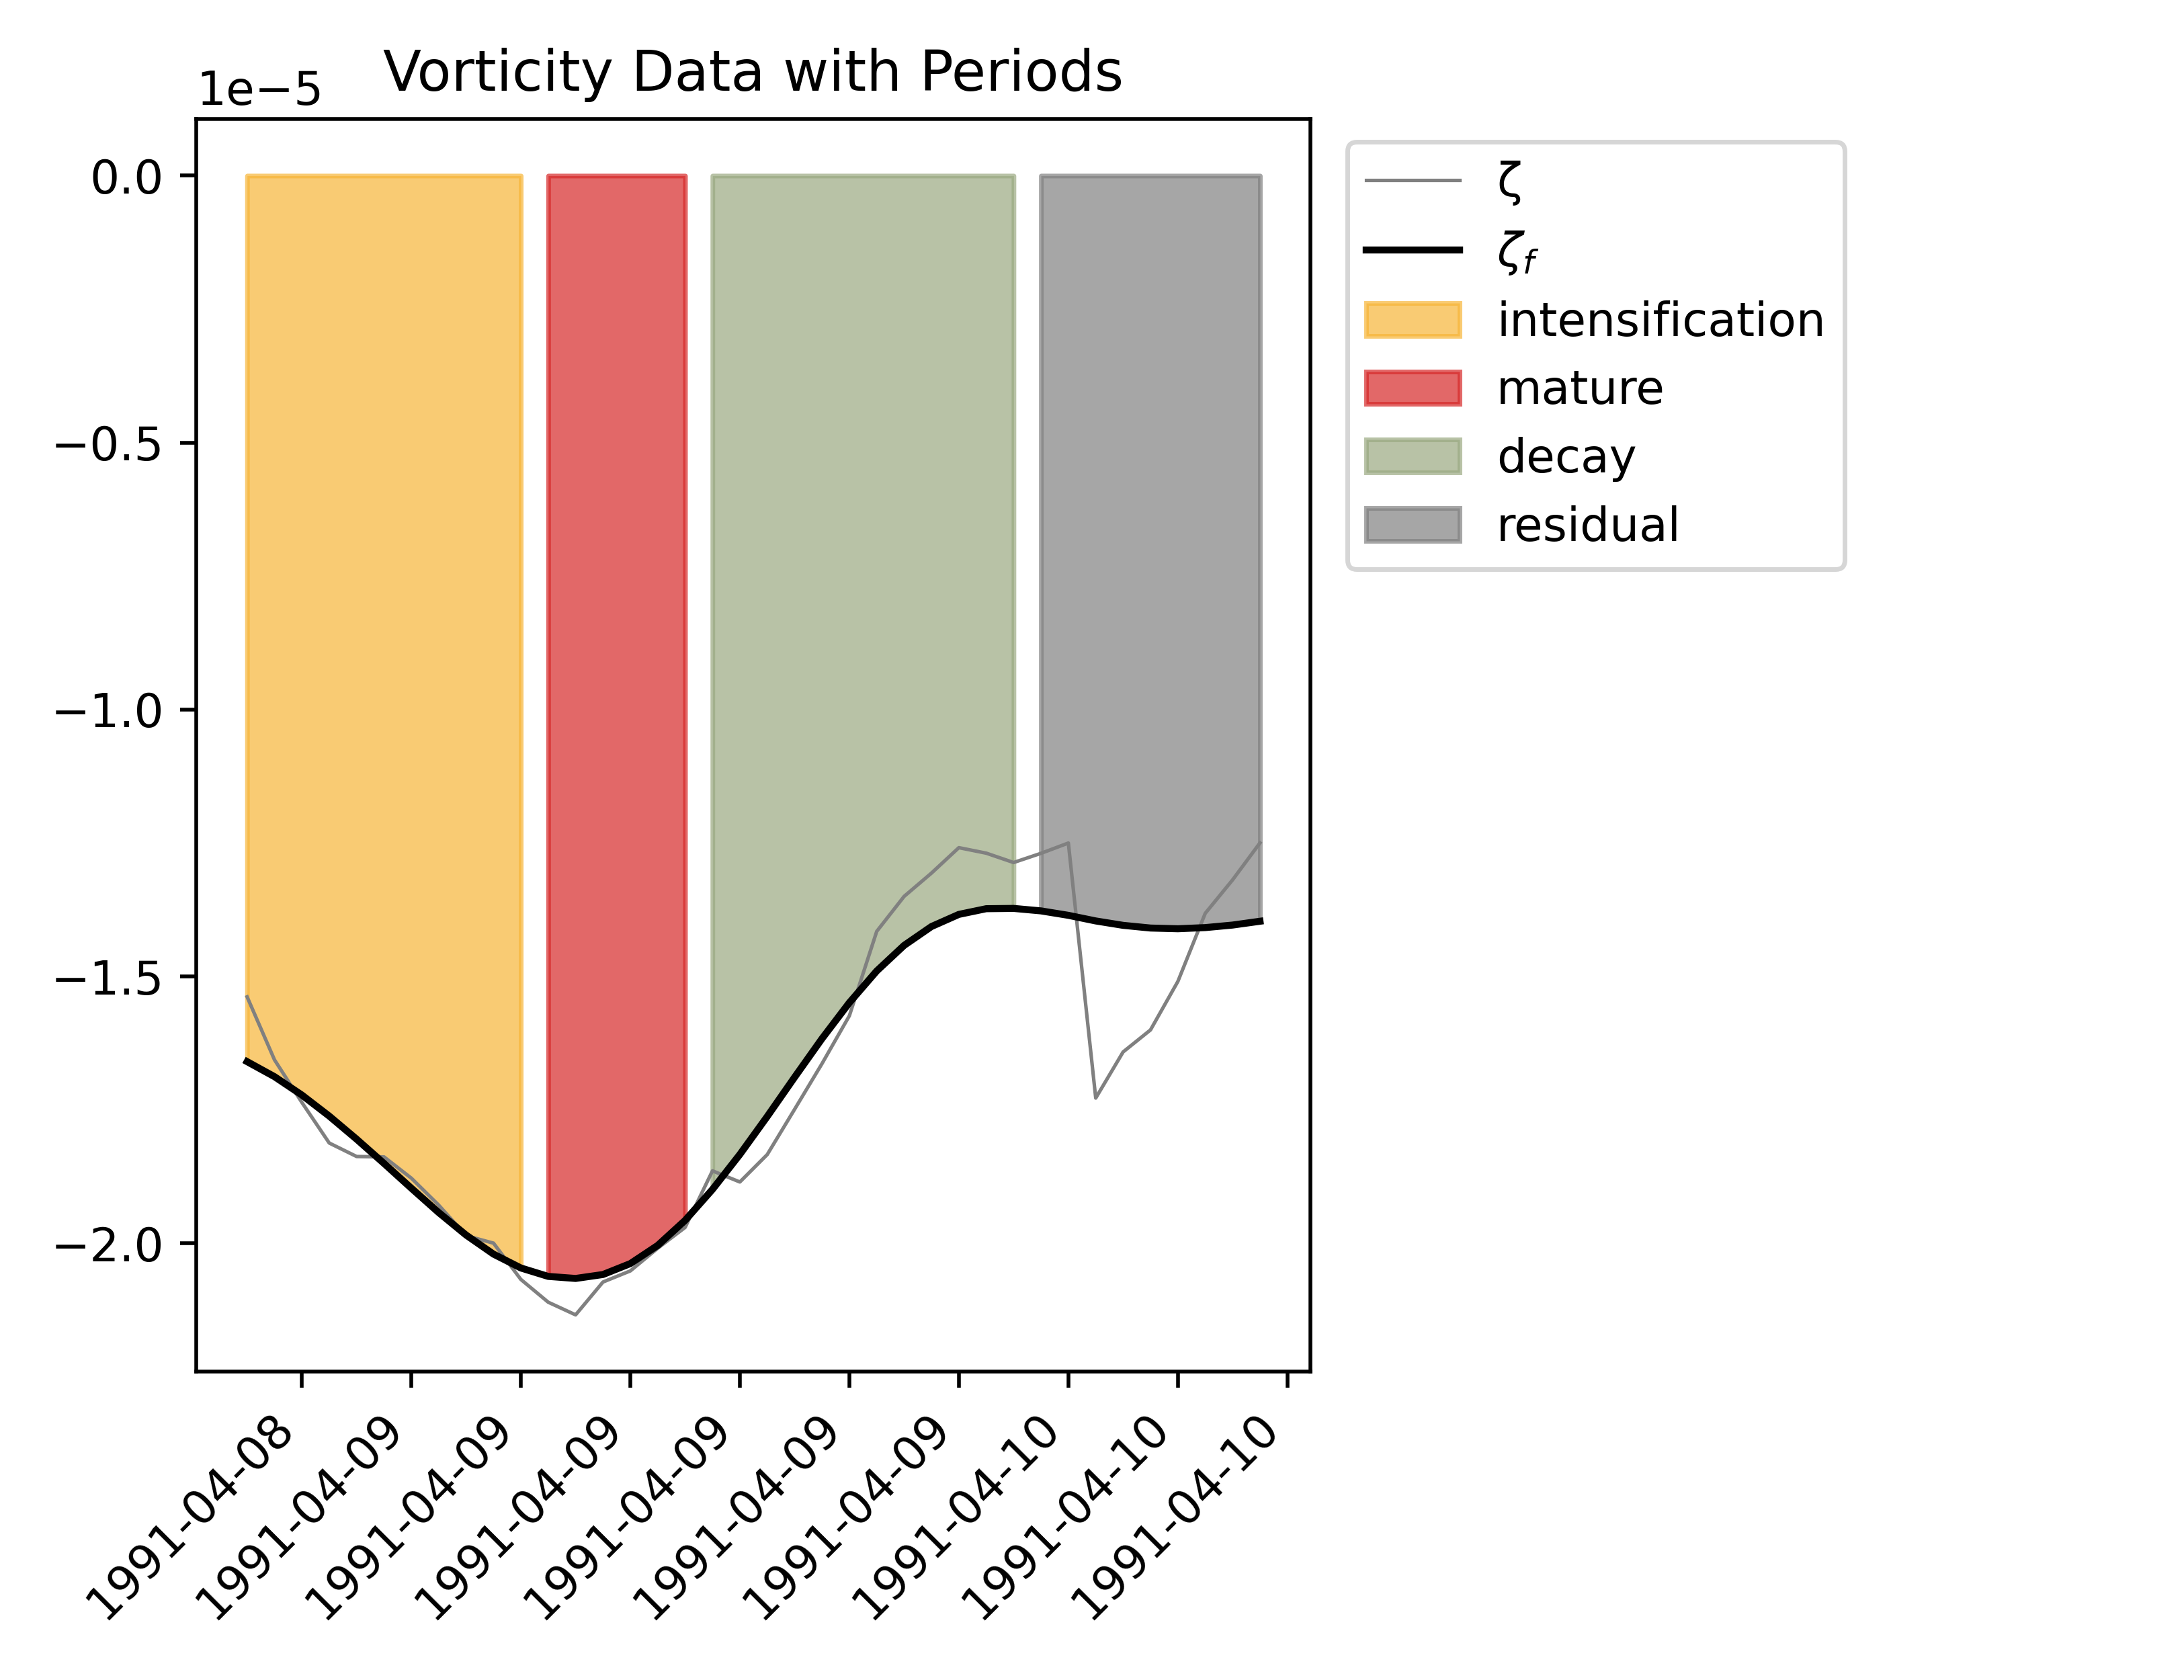 Vorticity Data with Periods
1e−5
0.0
−0.5
−1.0
−1.5
−2.0
1991-04-08
1991-04-09
1991-04-09
1991-04-09
1991-04-09
1991-04-09
1991-04-09
1991-04-10
1991-04-10
1991-04-10
ζ
ζf
intensification
mature
decay
residual